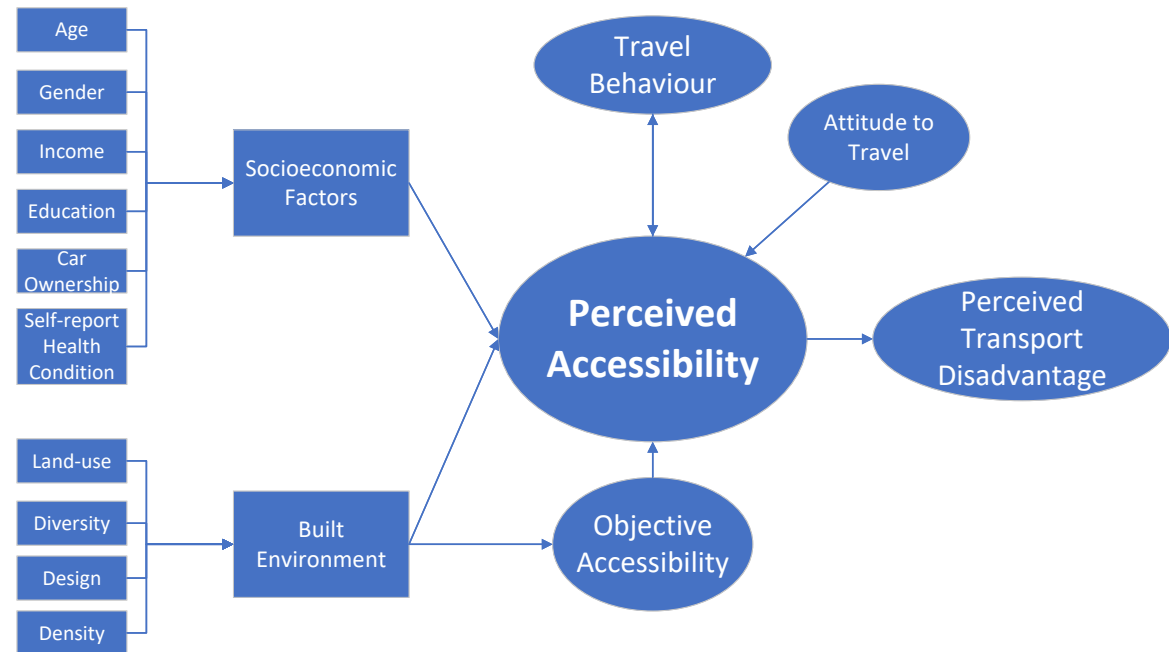 Age
Gender
Income
Education
Car
Ownership
Self-report
Health
Condition
Socioeconomic
Factors
Land-use
Diversity
Design
Density
Built
Environment
Travel
Behaviour
Attitude to
Travel
Perceived
Accessibility
Perceived
Transport
Disadvantage
Objective
Accessibility